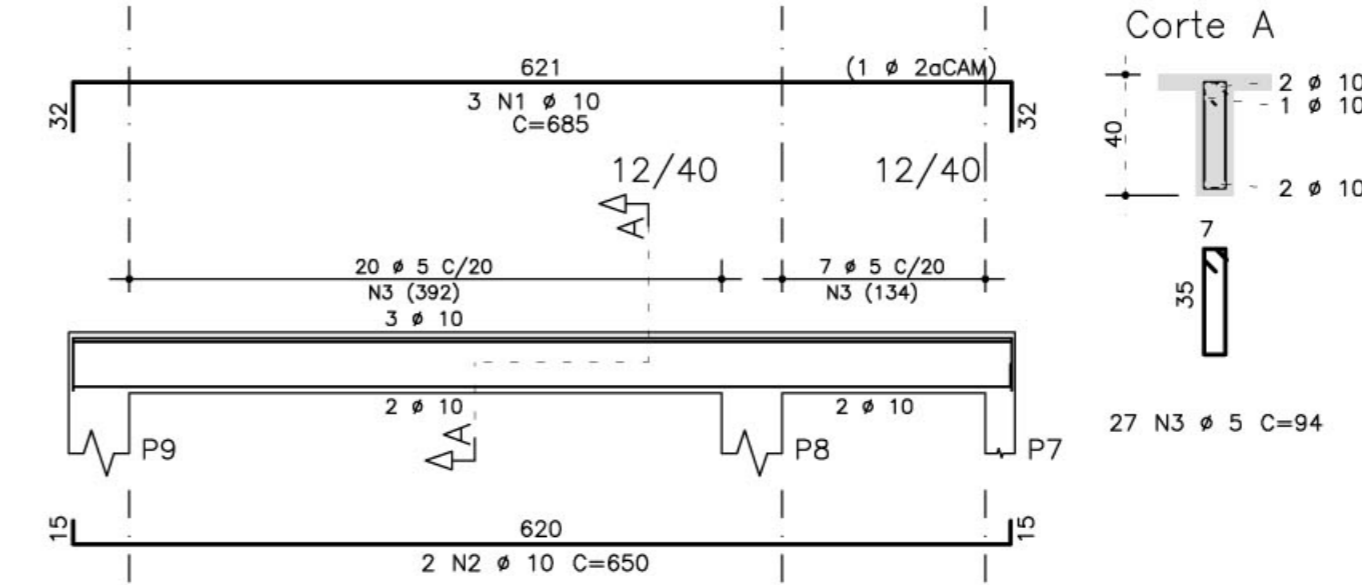 Corte A
621
(1 ø 2aCAM)
3 N1 ø 10
C=685
32
32
2 ø 10
1 ø 10
40
2 ø 10
12/40
12/40
A
7
35
20 ø 5 C/20
N3 (392)
7 ø 5 C/20
N3 (134)
3 ø 10
2 ø 10
2 ø 10
A
27 N3 ø 5 C=94
P9
P8
P7
15
620
15
2 N2 ø 10 C=650